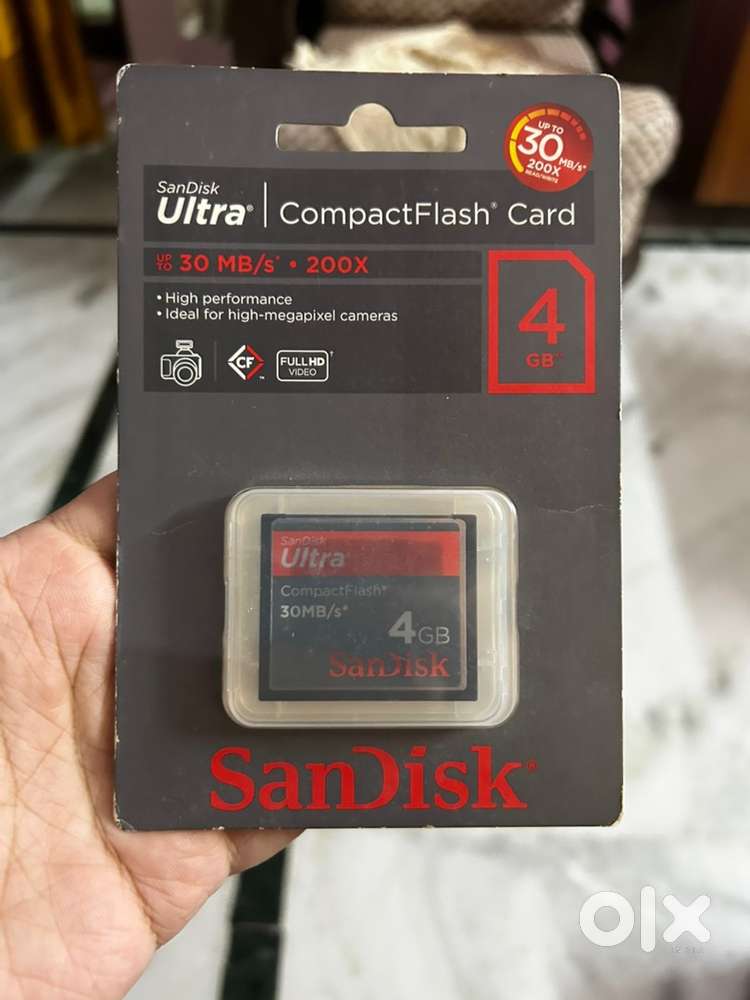 UP TO
30 MB/s*
200X
READ/WRITE
SanDisk
Ultra® | CompactFlash® Card
UP TO 30 MB/s* • 200X
• High performance
• Ideal for high-megapixel cameras
4
GB**
CF™
FULL HD†
VIDEO
SanDisk
Ultra
CompactFlash®
30MB/s*
4GB
SanDisk
SanDisk®
olx